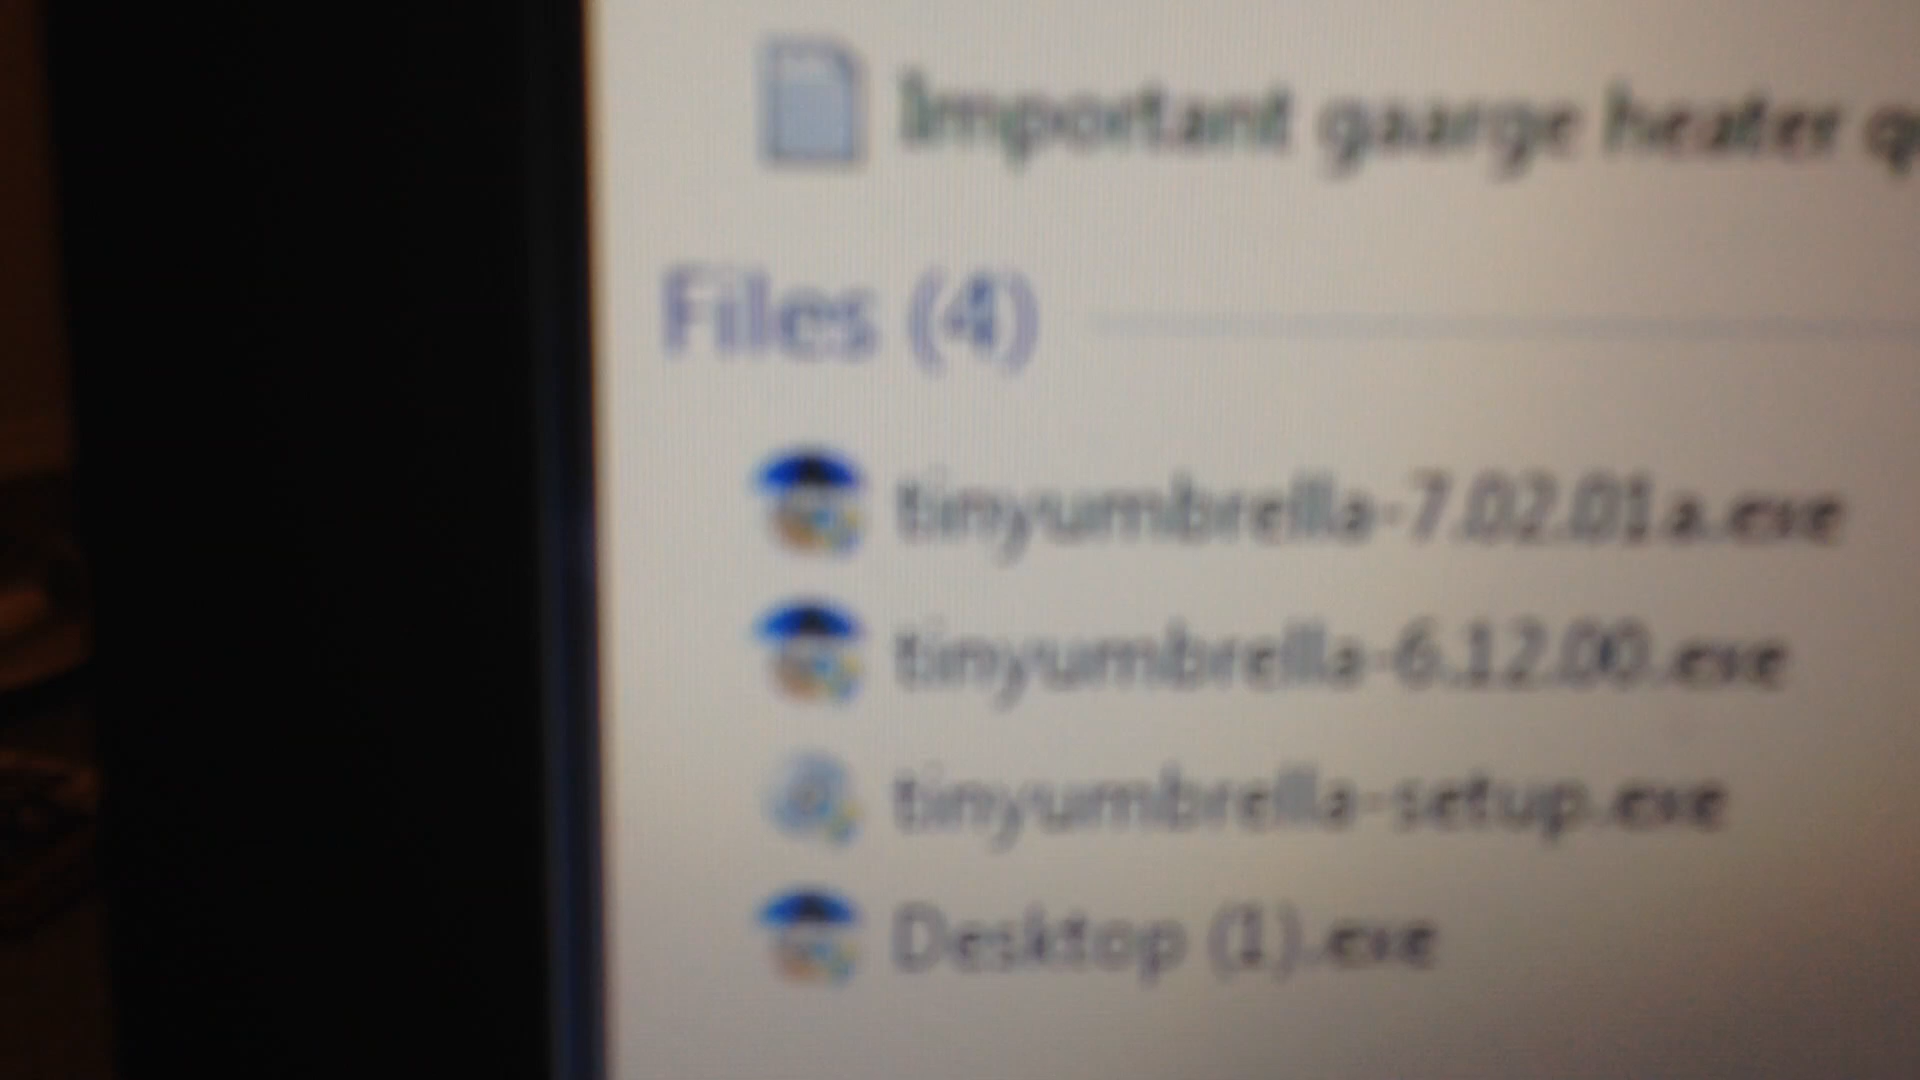 Important gaarge heater q
Files (4)
tinyumbrella-7.02.01a.exe
tinyumbrella-6.12.00.exe
tinyumbrella-setup.exe
Desktop (1).exe